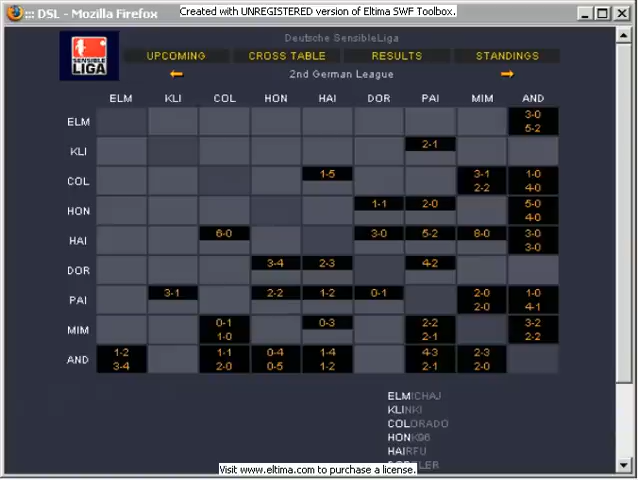 DSL - Mozilla Firefox
Created with UNREGISTERED version of Eltima SWF Toolbox.
Deutsche SensibleLiga
SENSIBLE
LIGA
UPCOMING CROSS TABLE RESULTS STANDINGS
2nd German League
ELM KLI COL HON HAI DOR PAI MIM AND
ELM 3-0
5-2
KLI 2-1
COL 1-5 3-1 1-0
2-2 4-0
HON 1-1 2-0 5-0
4-0
HAI 6-0 3-0 5-2 8-0 3-0
3-0
DOR 3-4 2-3 4-2
PAI 3-1 2-2 1-2 0-1 2-0 1-0
2-0 4-1
MIM 0-1 0-3 2-2 3-2
1-0 2-1 2-2
AND 1-2 1-1 0-4 1-4 4-3 2-3
3-4 2-0 0-5 1-2 2-1 2-0
ELMICHAJ
KLINKI
COLORADO
HONK98
HAIRFU
Visit www.eltima.com to purchase a license.